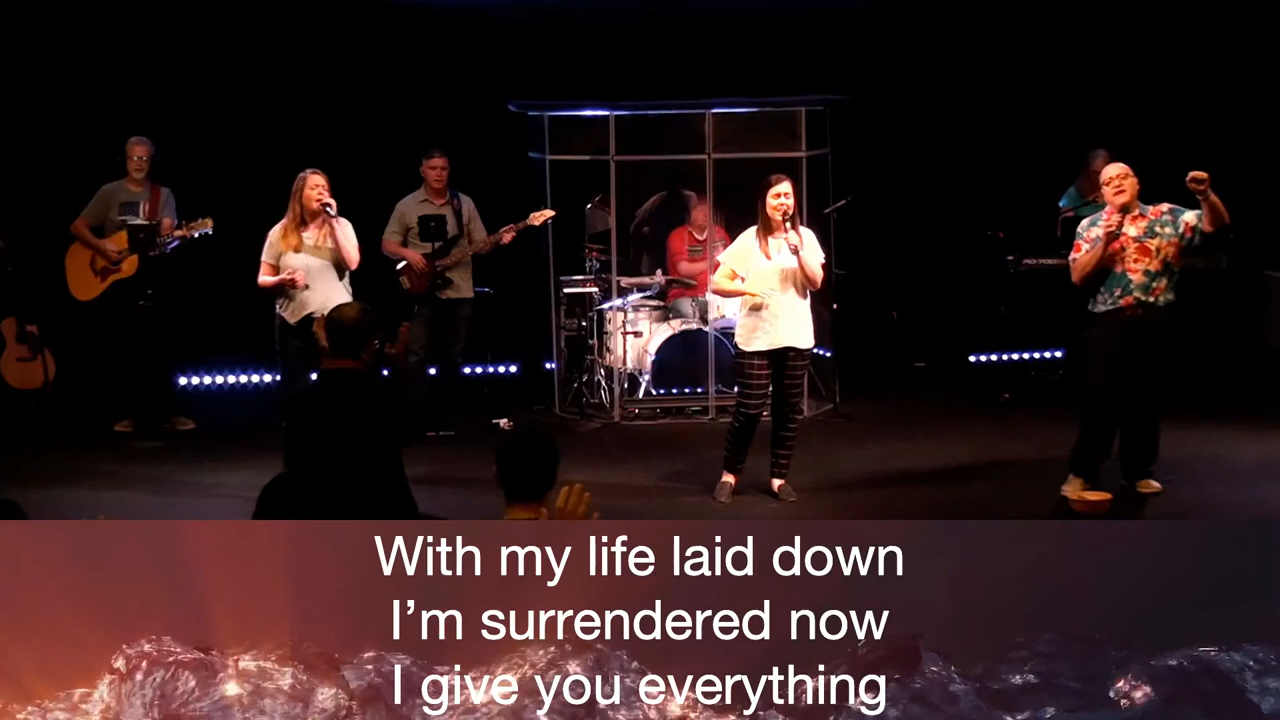 With my life laid down
I’m surrendered now
I give you everything